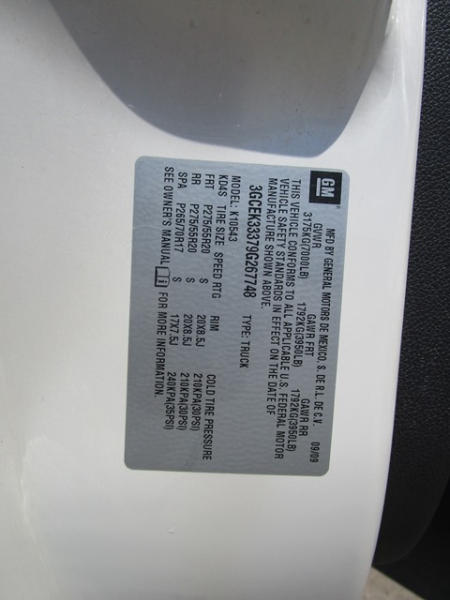 GM
MFD BY GENERAL MOTORS DE MEXICO, S. DE R.L. DE C.V. 09/09
GVWR GAWR FRT GAWR RR
3175KG(7000LB) 1792KG(3950LB) 1792KG(3950LB)
THIS VEHICLE CONFORMS TO ALL APPLICABLE U.S. FEDERAL MOTOR
VEHICLE SAFETY STANDARDS IN EFFECT ON THE DATE OF
MANUFACTURE SHOWN ABOVE.
3GCEK33379G267748 TYPE: TRUCK
MODEL: K10543
KD4S TIRE SIZE SPEED RTG RIM COLD TIRE PRESSURE
FRT P275/55R20 S 20X8.5J 210KPA(30PSI)
RR P275/55R20 S 20X8.5J 210KPA(30PSI)
SPA P265/70R17 S 17X7.5J 240KPA(35PSI)
SEE OWNER'S MANUAL i FOR MORE INFORMATION.